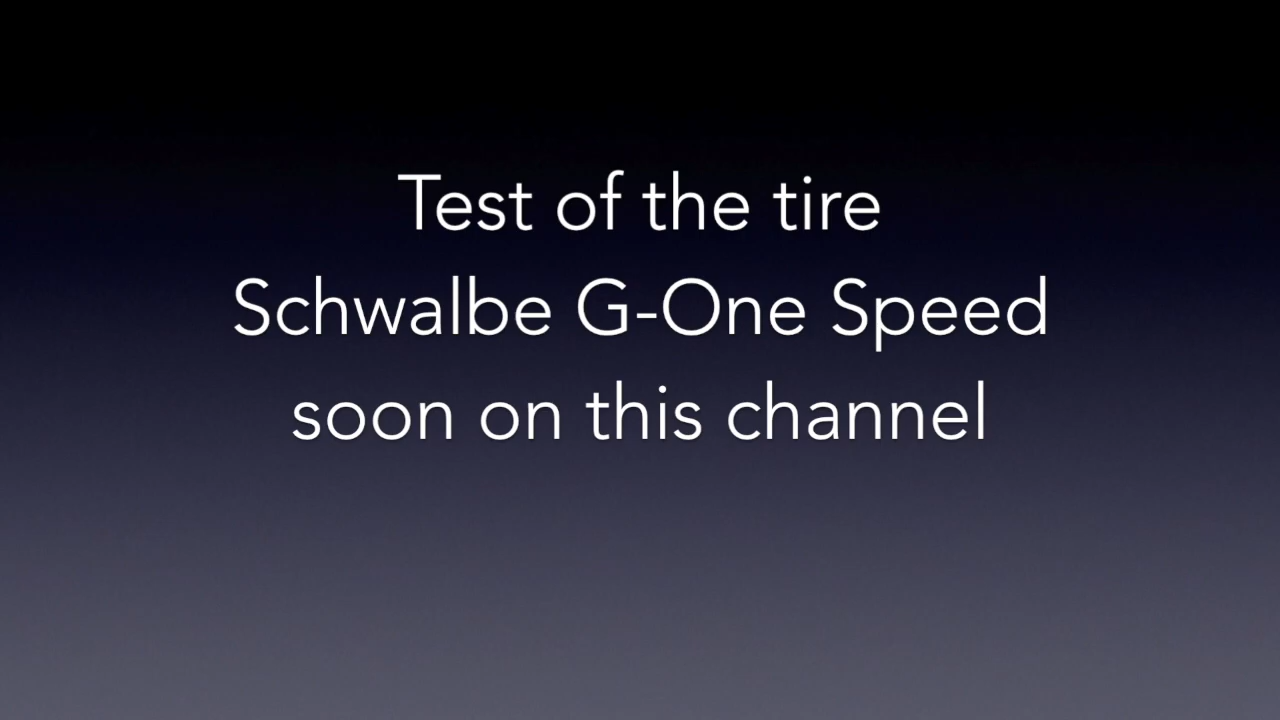 Test of the tire
Schwalbe G-One Speed
soon on this channel